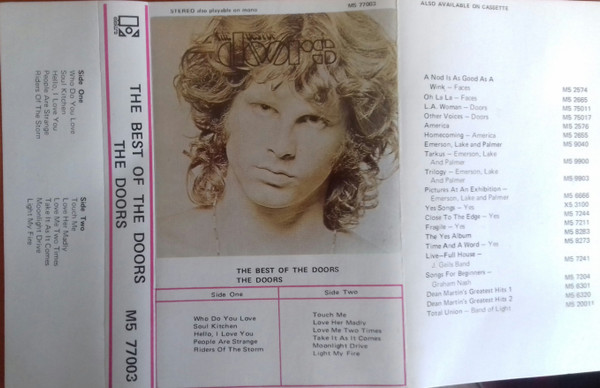 Side One
Who Do You Love
Soul Kitchen
Hello, I Love You
People Are Strange
Riders Of The Storm
Side Two
Touch Me
Love Her Madly
Love Me Two Times
Take It As It Comes
Moonlight Drive
Light My Fire
THE BEST OF THE DOORS
THE DOORS
M5 77003
STEREO also playable on mono
M5 77003
THE DOORS
THE BEST OF THE DOORS
THE DOORS
Side One
Who Do You Love
Soul Kitchen
Hello, I Love You
People Are Strange
Riders Of The Storm
Side Two
Touch Me
Love Her Madly
Love Me Two Times
Take It As It Comes
Moonlight Drive
Light My Fire
ALSO AVAILABLE ON CASSETTE
A Nod Is As Good As A
Wink – Faces M5 2574
Oh La La – Faces M5 2665
L.A. Woman – Doors M5 75011
Other Voices – Doors M5 75017
America M5 2576
Homecoming – America M5 2655
Emerson, Lake and Palmer M5 9040
Tarkus – Emerson, Lake
And Palmer M5 9900
Trilogy – Emerson, Lake
And Palmer M5 9903
Pictures At An Exhibition –
Emerson, Lake and Palmer M5 6666
Yes Songs – Yes X5 3100
Close To The Edge – Yes M5 7244
Fragile – Yes M5 7211
The Yes Album M5 8283
Time And A Word – Yes M5 8273
Live–Full House –
J. Geils Band M5 7241
Songs For Beginners –
Graham Nash M5 7204
Dean Martin's Greatest Hits 1 M5 6301
Dean Martin's Greatest Hits 2 M5 6320
Total Union – Band of Light M5 20011